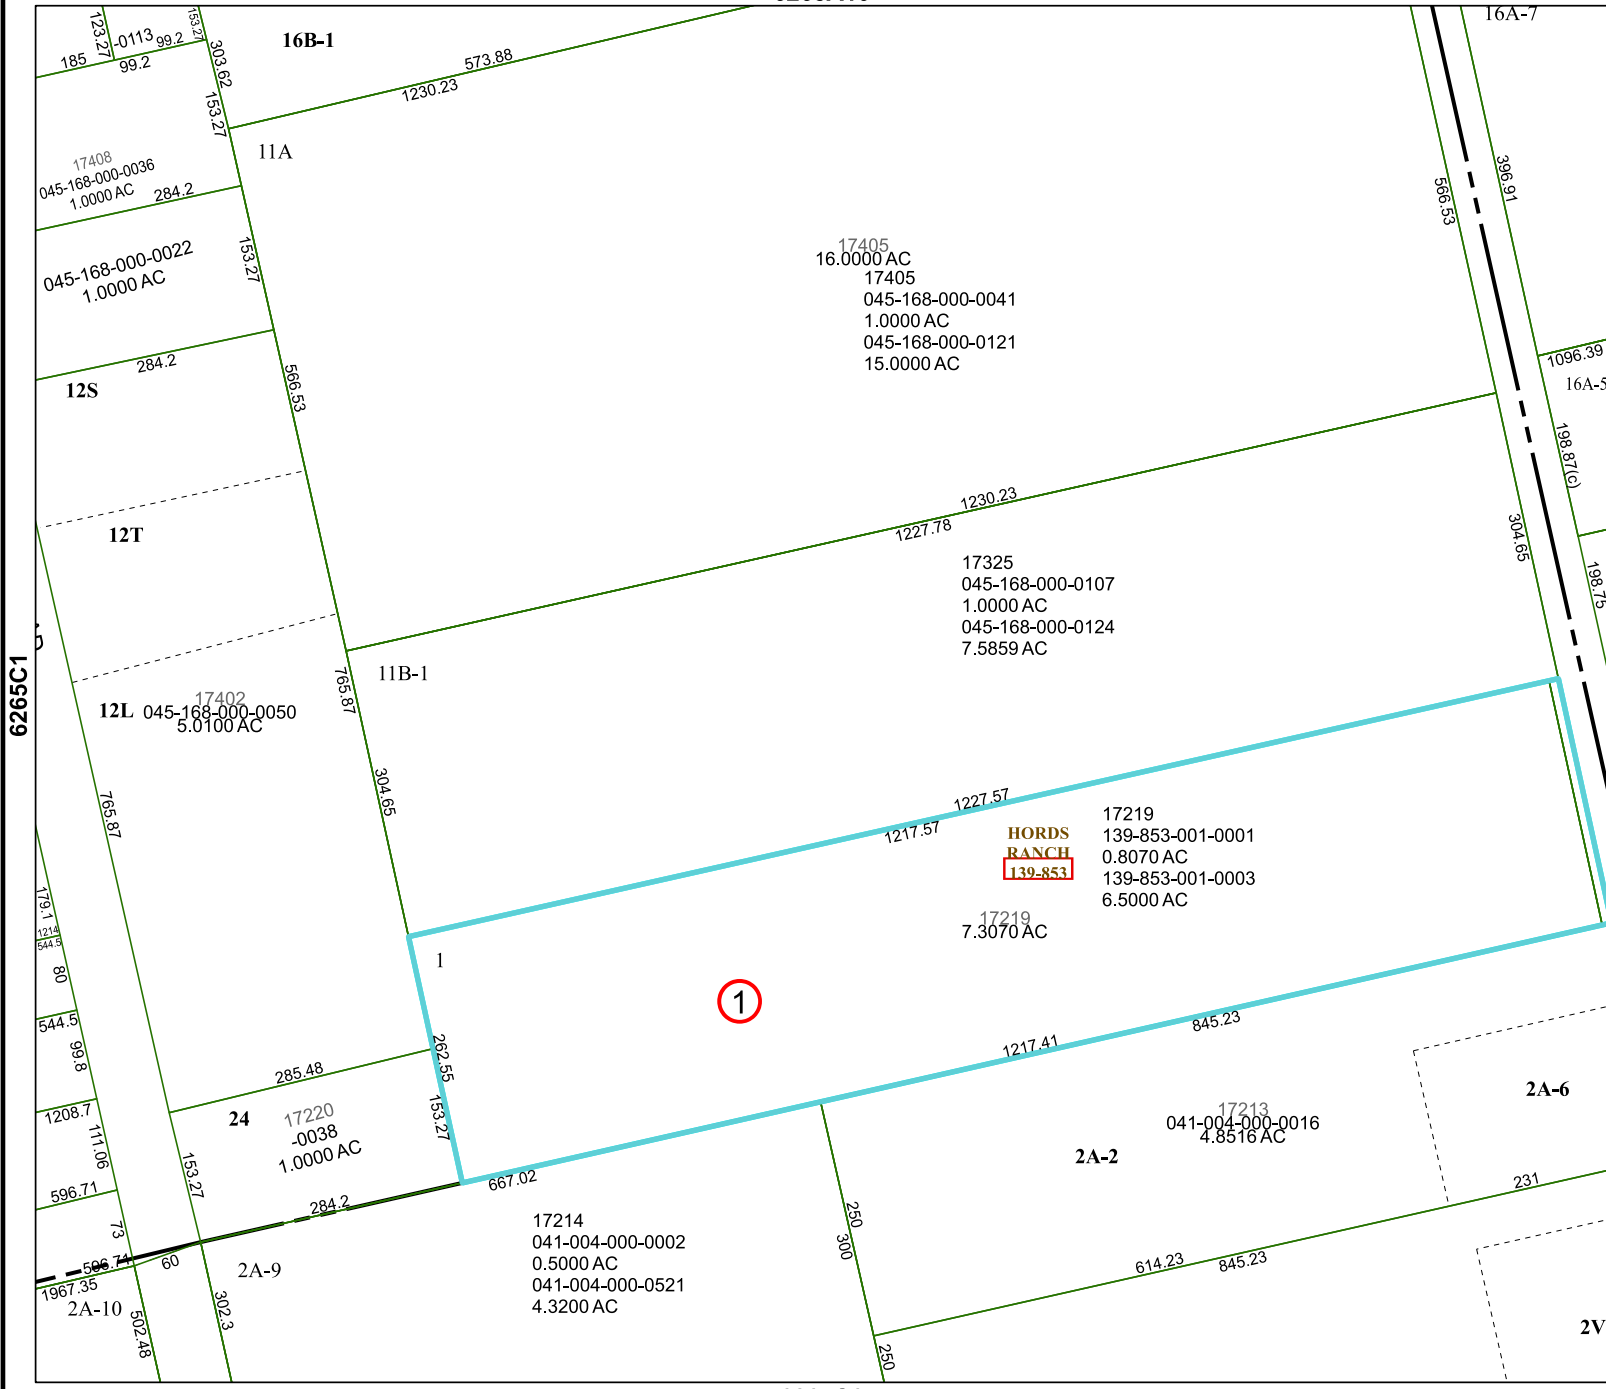 123.27
-0113
99.2
153.27
185
99.2
303.62
153.27
16B-1
573.88
1230.23
16A-7
11A
17408
045-168-000-0036
1.0000 AC
284.2
045-168-000-0022
1.0000 AC
153.27
284.2
12S
566.53
17405
16.0000 AC
17405
045-168-000-0041
1.0000 AC
045-168-000-0121
15.0000 AC
566.53
396.91
1096.39
16A-5
198.87(c)
304.65
198.75
12T
1230.23
1227.78
17325
045-168-000-0107
1.0000 AC
045-168-000-0124
7.5859 AC
6265C1
11B-1
765.87
17402
12L 045-168-000-0050
5.0100 AC
304.65
765.87
1227.57
1217.57
HORDS
RANCH
139-853
17219
139-853-001-0001
0.8070 AC
139-853-001-0003
6.5000 AC
17219
7.3070 AC
1
1
179.1
1214
544.5
80
544.5
99.8
1208.7
111.06
596.71
73
596.71
60
1967.35
2A-10
502.48
285.48
24
17220
-0038
1.0000 AC
262.55
153.27
153.27
284.2
2A-9
302.3
667.02
1217.41
845.23
17214
041-004-000-0002
0.5000 AC
041-004-000-0521
4.3200 AC
250
300
250
17213
041-004-000-0016
4.8516 AC
2A-2
2A-6
231
614.23
845.23
2V